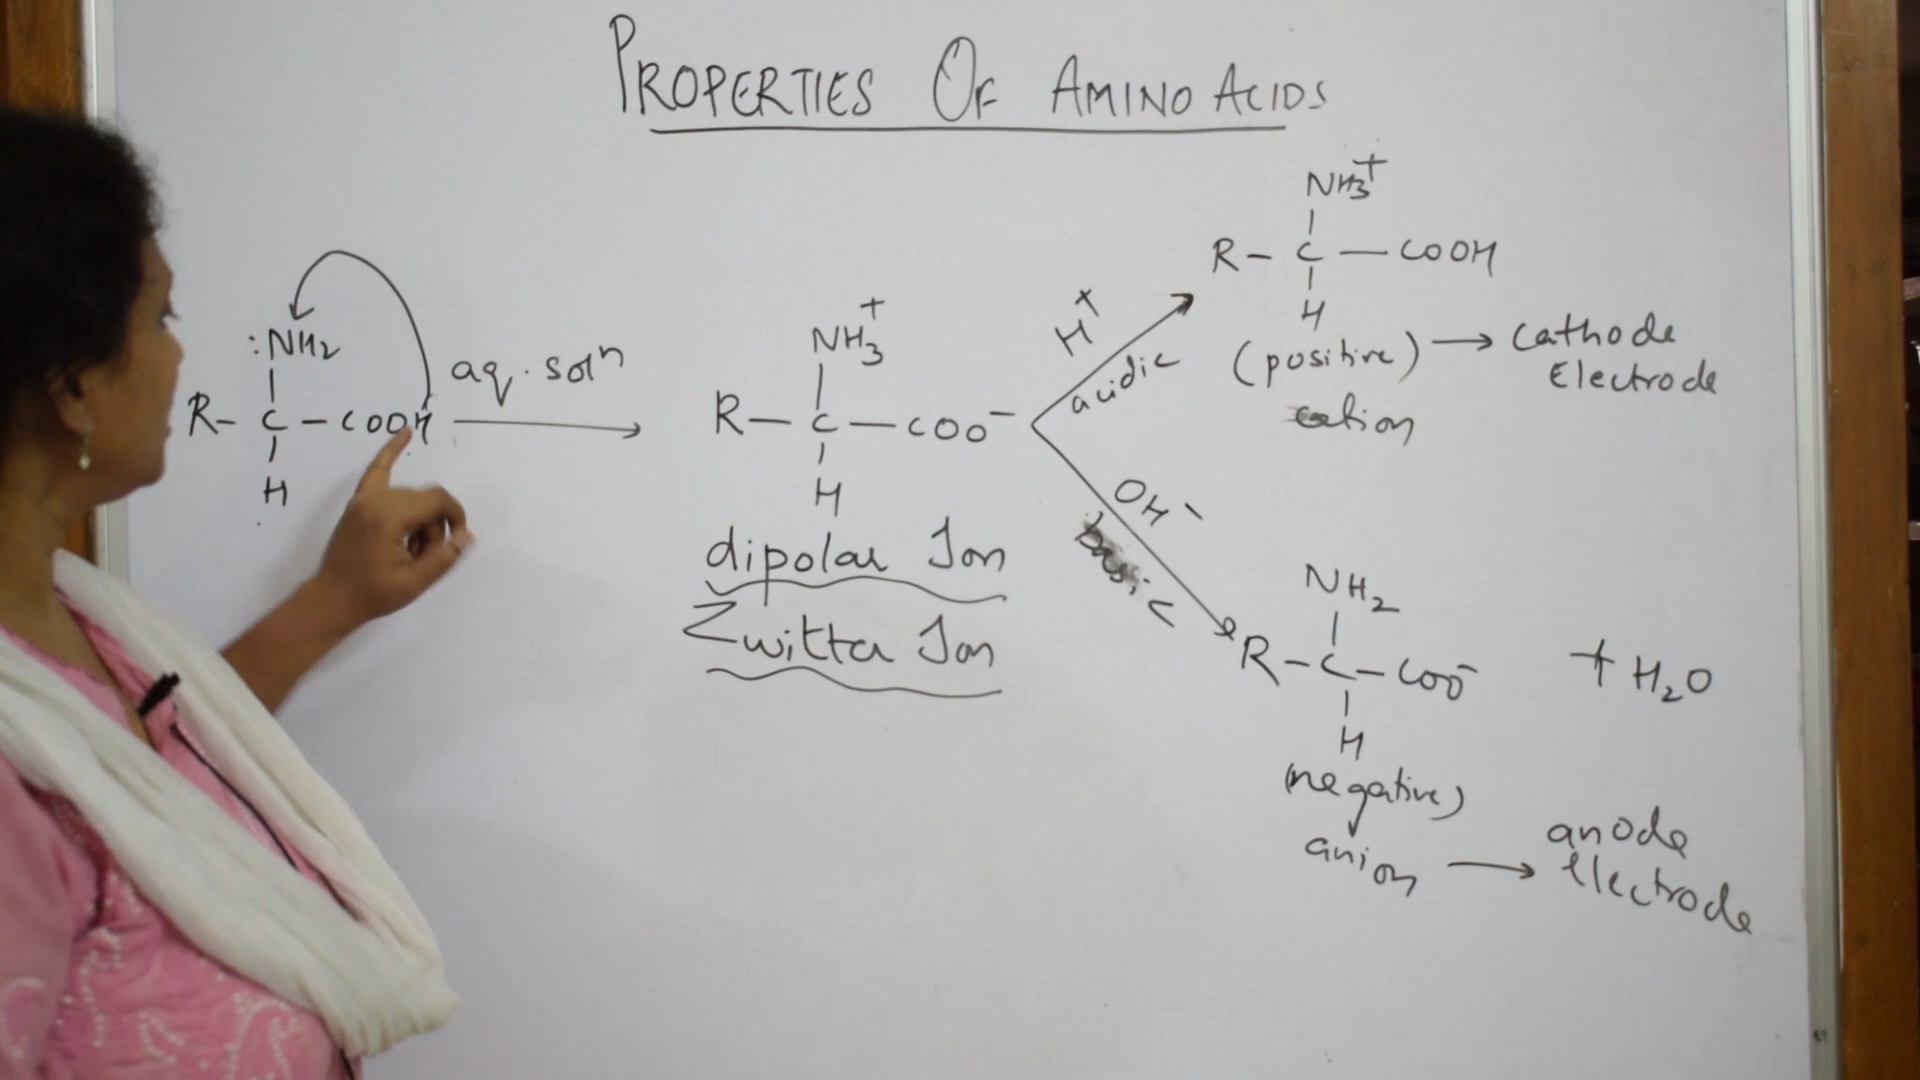 PROPERTIES OF AMINO ACIDS
:NH2
R- C - COOH
H
aq. solⁿ
NH3+
R - C - COO-
H
dipolar Ion
Zwitter Ion
H+
acidic
NH3+
R - C - COOH
H
(positive) → cathode
Electrode
cation
OH-
basic
NH2
R - C - COO-
H
+ H2O
(negative)
anion → anode
Electrode